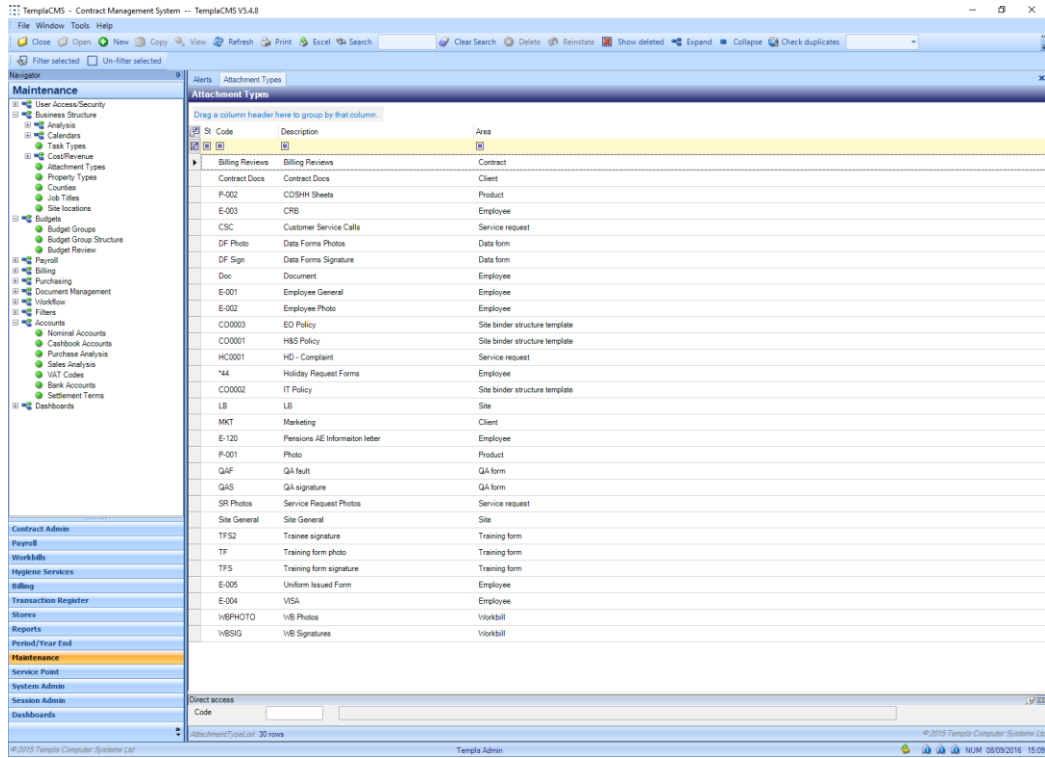 TemplaCMS - Contract Management System -- TemplaCMS V5.4.8
File Window Tools Help
Close Open New Copy View Refresh Print Excel Search Clear Search Delete Reinstate Show deleted Expand Collapse Check duplicates
Filter selected Un-filter selected
Navigator
Maintenance
User Access/Security
Business Structure
Analysis
Calendars
Task Types
Cost/Revenue
Attachment Types
Property Types
Counties
Job Titles
Site locations
Budgets
Budget Groups
Budget Group Structure
Budget Review
Payroll
Billing
Purchasing
Document Management
Workflow
Filters
Accounts
Nominal Accounts
Cashbook Accounts
Purchase Analysis
Sales Analysis
VAT Codes
Bank Accounts
Settlement Terms
Dashboards
Contract Admin
Payroll
Workbills
Hygiene Services
Billing
Transaction Register
Stores
Reports
Period/Year End
Maintenance
Service Point
System Admin
Session Admin
Dashboards
Alerts Attachment Types
Attachment Types
Drag a column header here to group by that column.
St Code Description Area
Billing Reviews Billing Reviews Contract
Contract Docs Contract Docs Client
P-002 COSHH Sheets Product
E-003 CRB Employee
CSC Customer Service Calls Service request
DF Photo Data Forms Photos Data form
DF Sign Data Forms Signature Data form
Doc Document Employee
E-001 Employee General Employee
E-002 Employee Photo Employee
CO0003 EO Policy Site binder structure template
CO0001 H&S Policy Site binder structure template
HC0001 HD - Complaint Service request
*44 Holiday Request Forms Employee
CO0002 IT Policy Site binder structure template
LB LB Site
MKT Marketing Client
E-120 Pensions AE Informaiton letter Employee
P-001 Photo Product
QAF QA fault QA form
QAS QA signature QA form
SR Photos Service Request Photos Service request
Site General Site General Site
TFS2 Trainee signature Training form
TF Training form photo Training form
TFS Training form signature Training form
E-005 Uniform Issued Form Employee
E-004 VISA Employee
WBPHOTO WB Photos Workbill
WBSIG WB Signatures Workbill
Direct access
Code
AttachmentTypeList 30 rows © 2015 Templa Computer Systems Ltd
© 2015 Templa Computer Systems Ltd Templa Admin NUM 08/09/2016 15:09